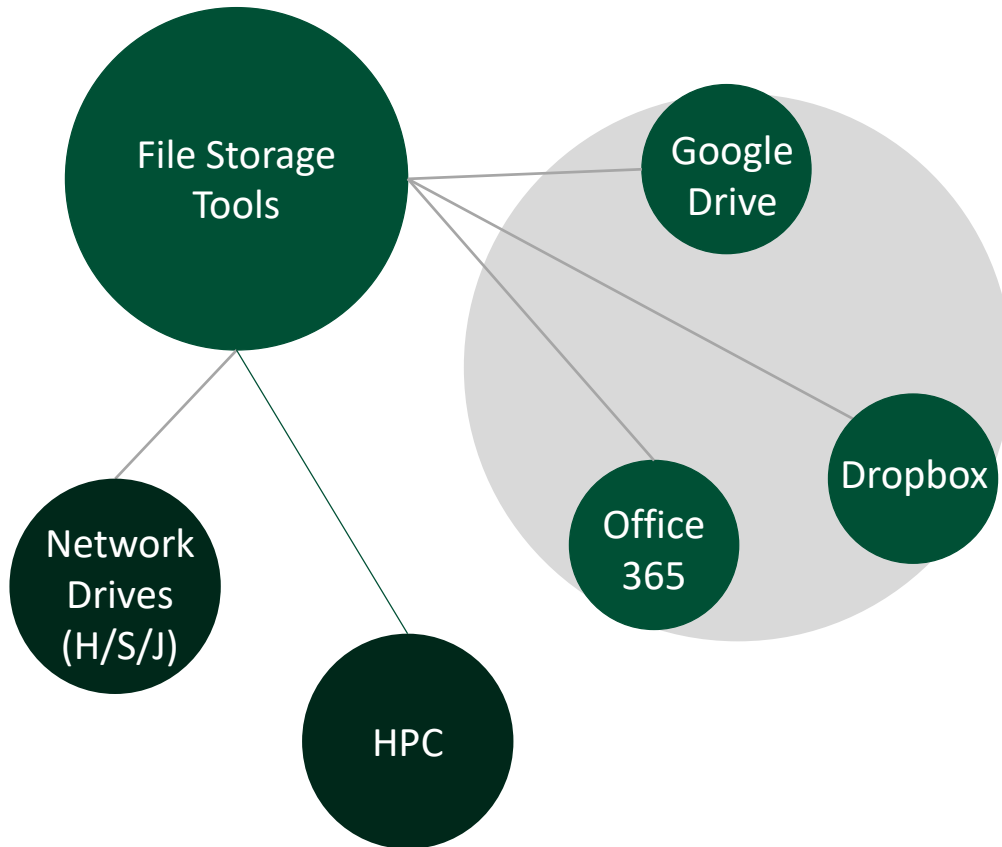 File Storage
Tools
Google
Drive
Dropbox
Office
365
Network
Drives
(H/S/J)
HPC